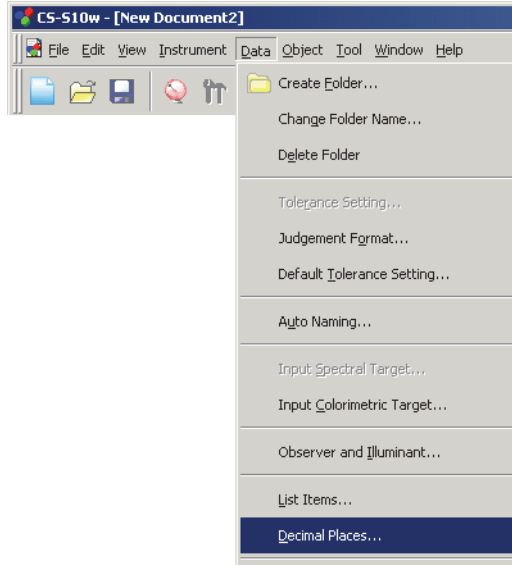 CS-S10w - [New Document2]
File Edit View Instrument Data Object Tool Window Help
Create Folder...
Change Folder Name...
Delete Folder
Tolerance Setting...
Judgement Format...
Default Tolerance Setting...
Auto Naming...
Input Spectral Target...
Input Colorimetric Target...
Observer and Illuminant...
List Items...
Decimal Places...